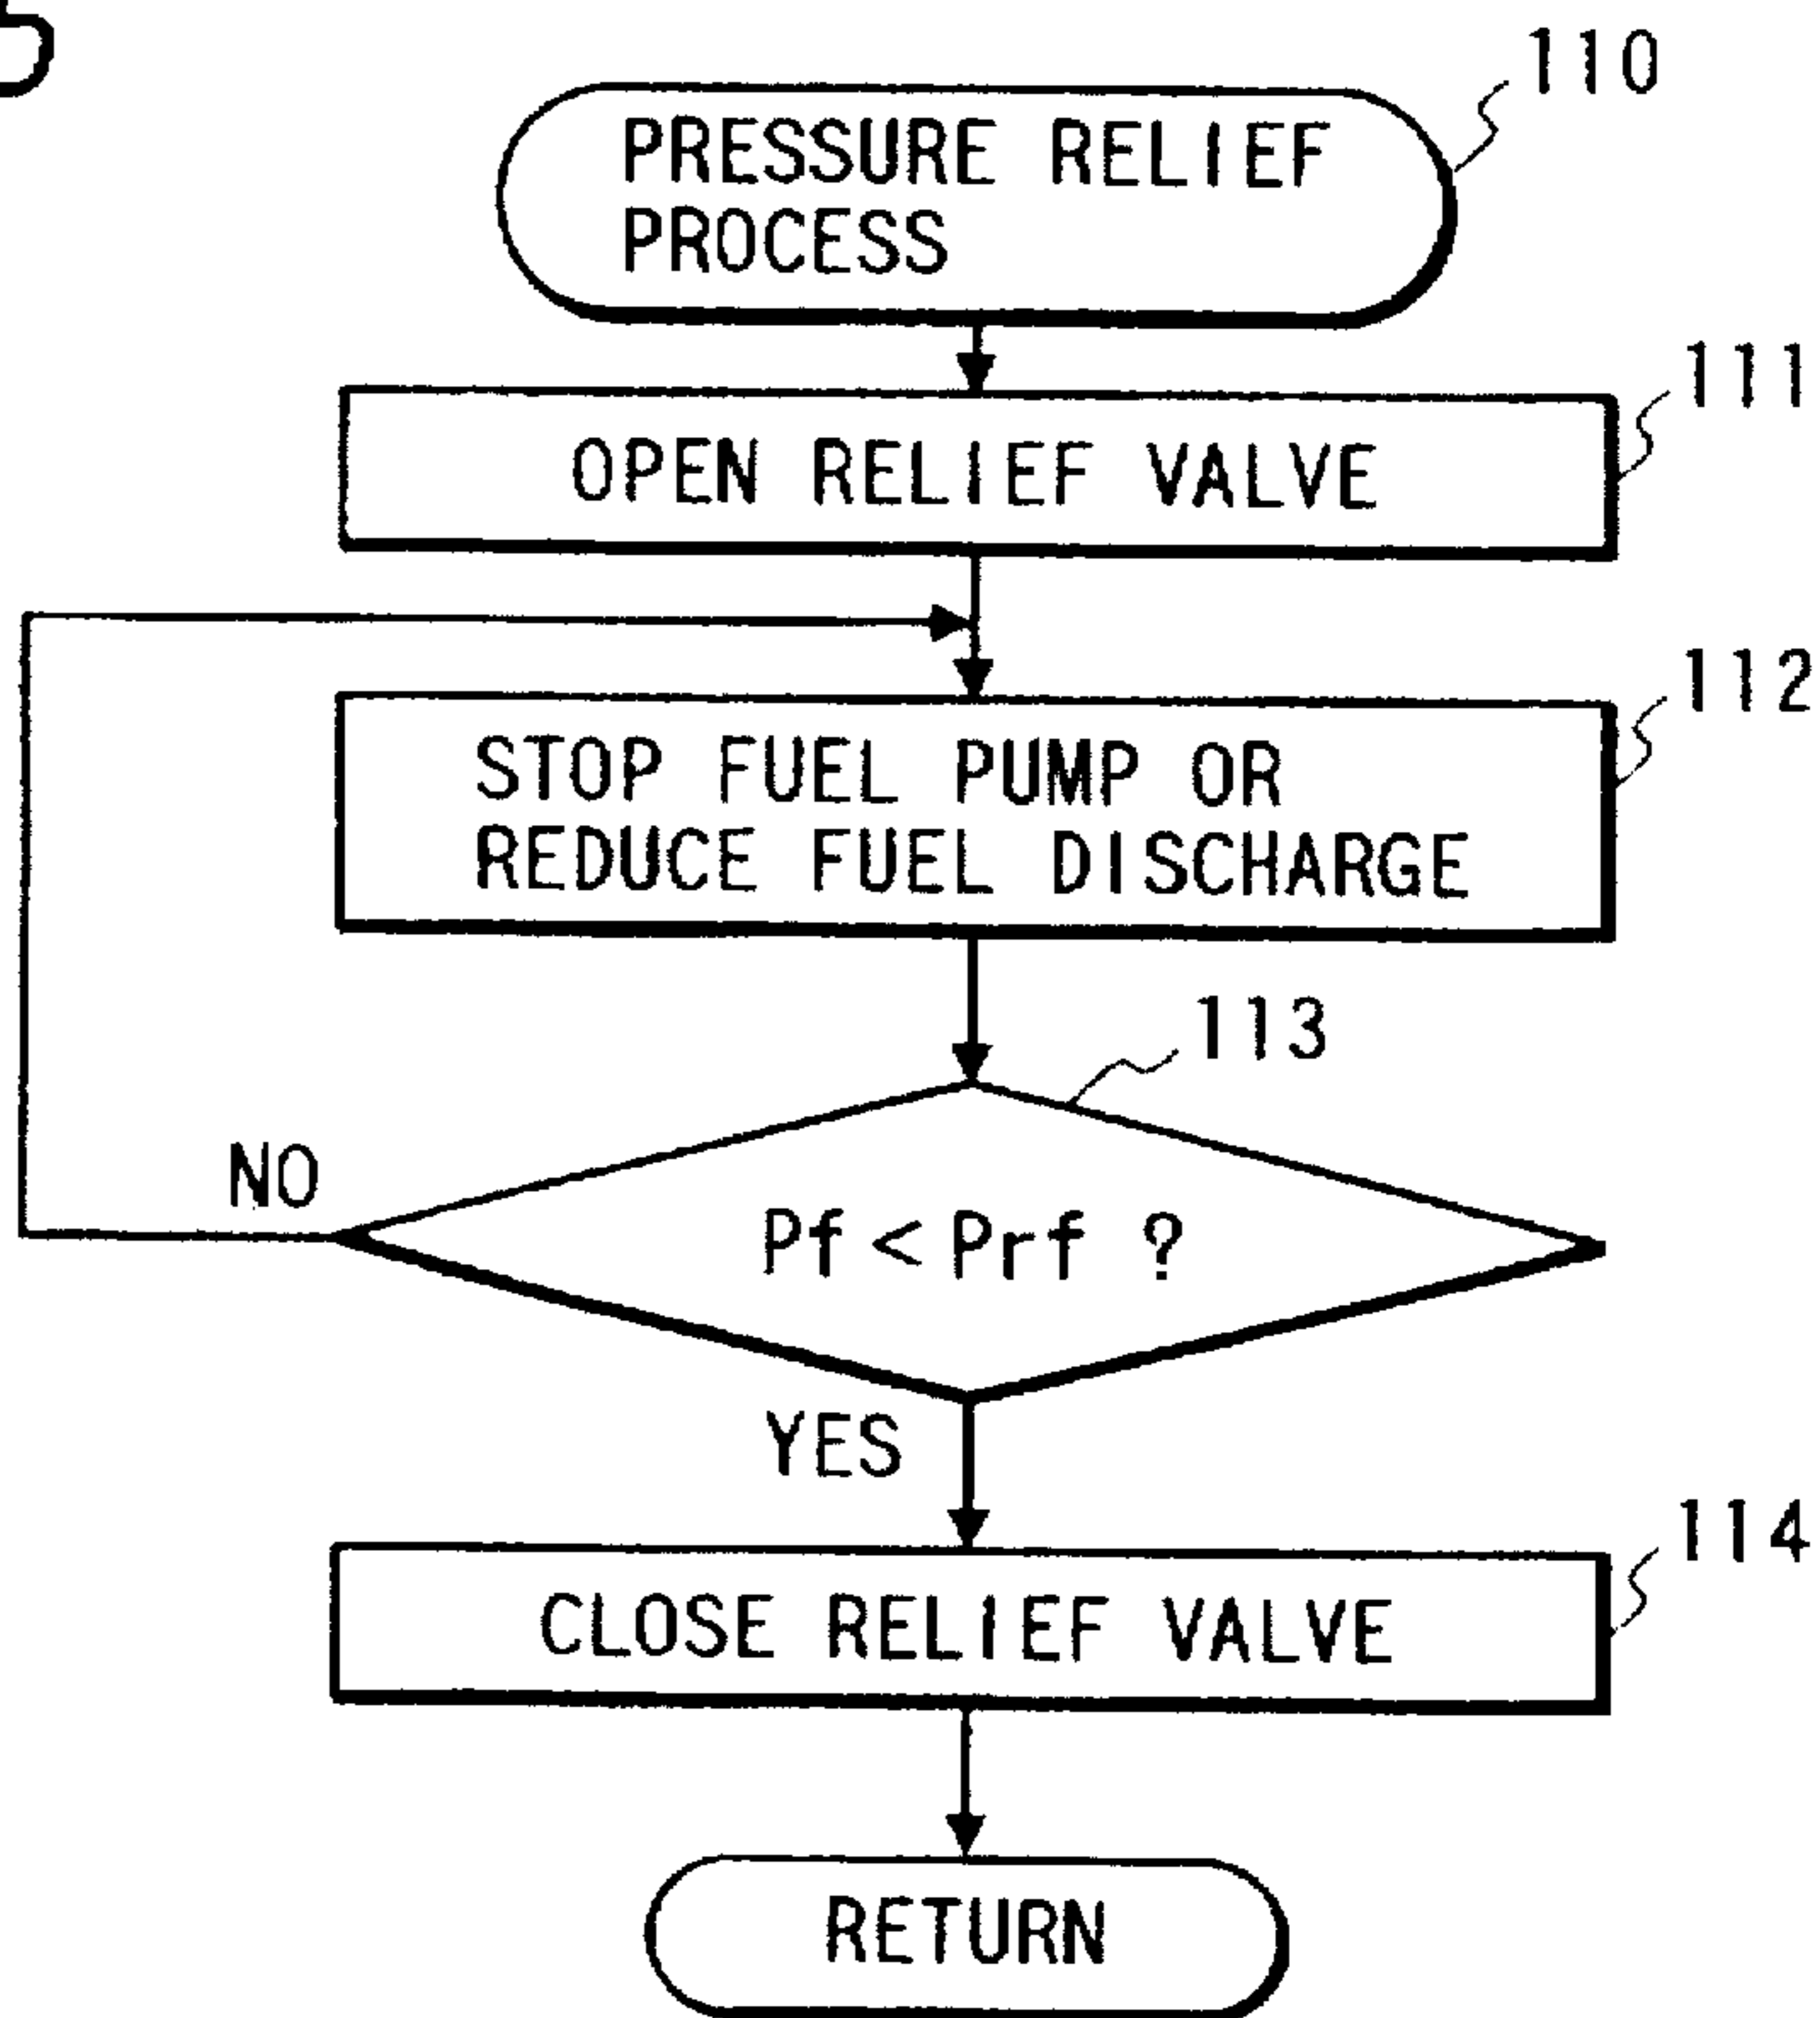 5
110
PRESSURE RELIEF
PROCESS
111
OPEN RELIEF VALVE
112
STOP FUEL PUMP OR
REDUCE FUEL DISCHARGE
113
NO
Pf < Prf ?
YES
114
CLOSE RELIEF VALVE
RETURN